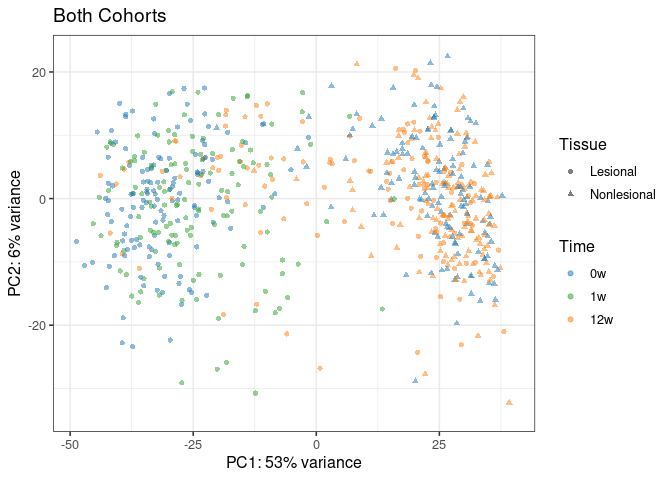 Both Cohorts
PC2: 6% variance
20
0
-20
-50
-25
0
25
PC1: 53% variance
Tissue
Lesional
Nonlesional
Time
0w
1w
12w